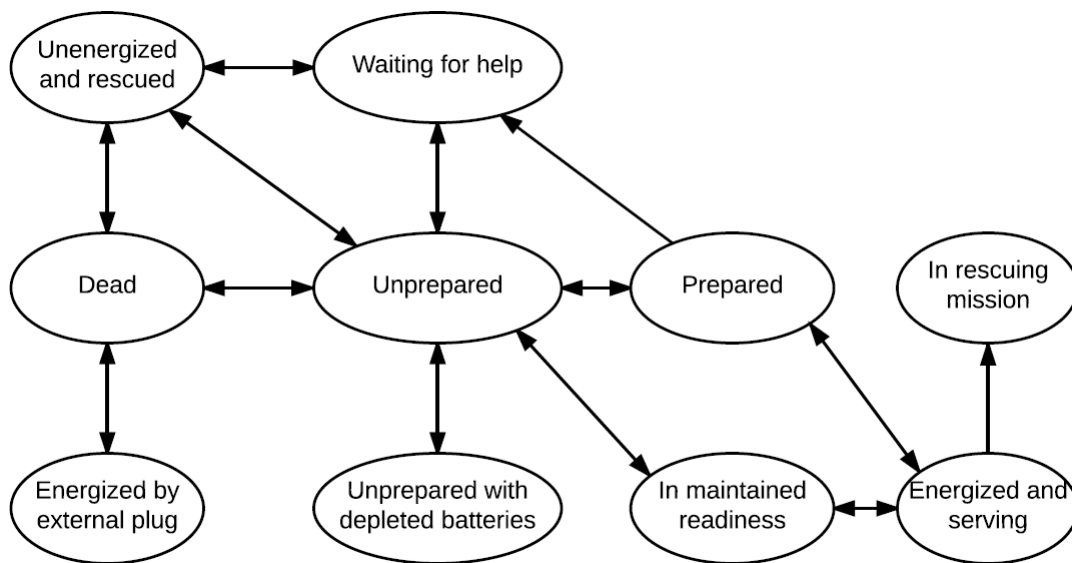 Unenergized
and rescued
Waiting for help
Dead
Unprepared
Prepared
In rescuing
mission
Energized by
external plug
Unprepared with
depleted batteries
In maintained
readiness
Energized and
serving